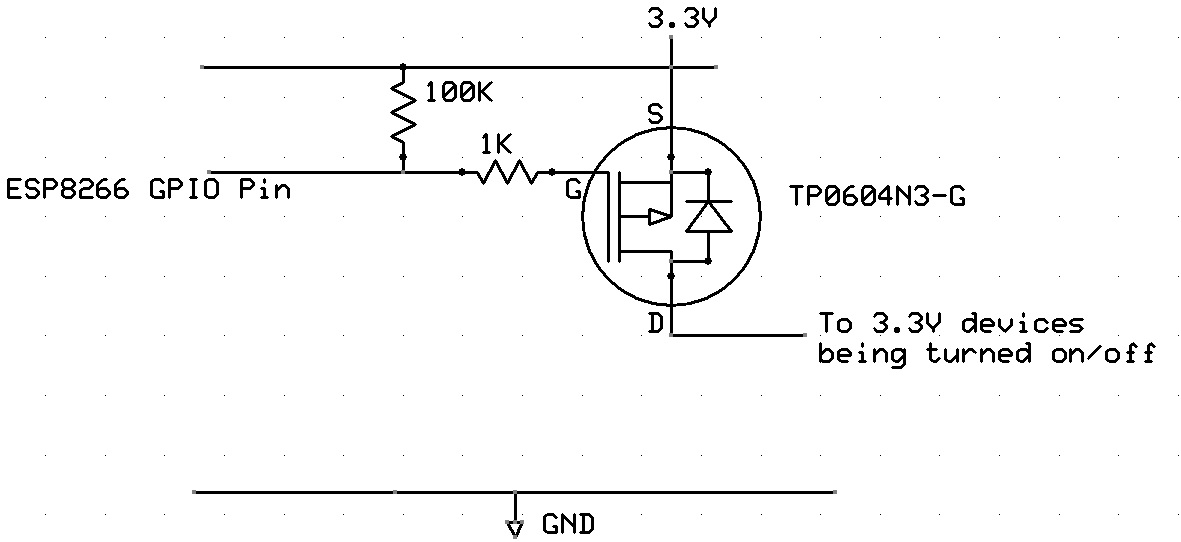 3.3V
100K
S
1K
ESP8266 GPIO Pin
G
TP0604N3-G
D
To 3.3V devices
being turned on/off
GND